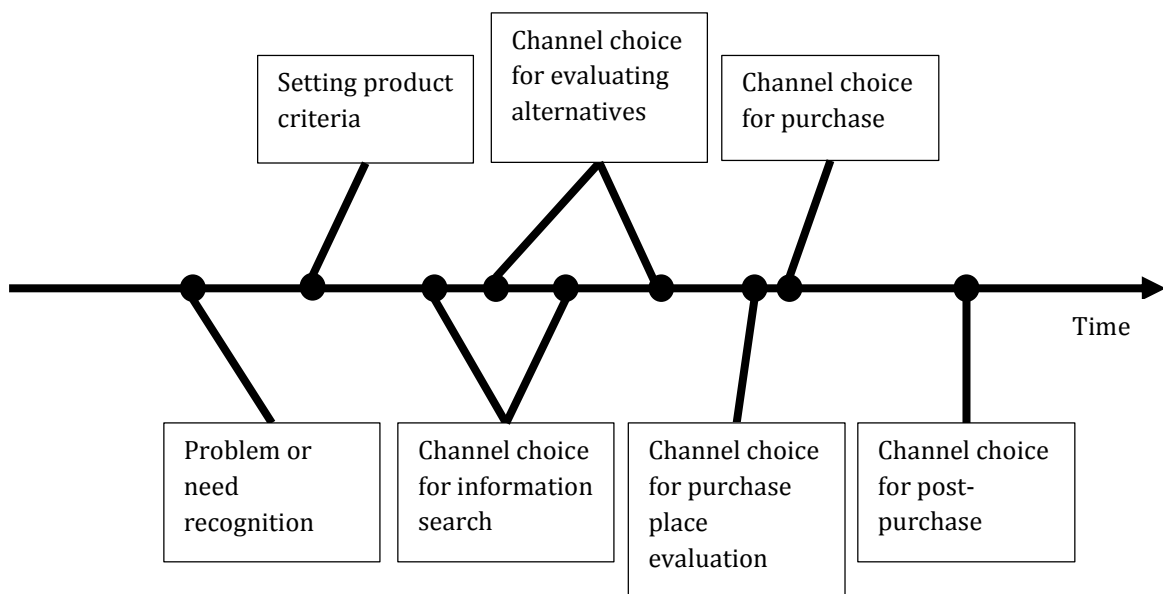 Setting product
criteria
Channel choice
for evaluating
alternatives
Channel choice
for purchase
Time
Problem or
need
recognition
Channel choice
for information
search
Channel choice
for purchase
place
evaluation
Channel choice
for post-
purchase